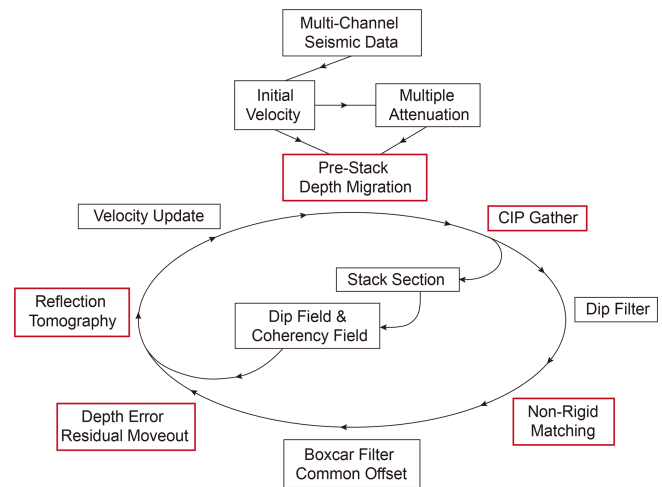 Multi-Channel
Seismic Data
Initial
Velocity
Multiple
Attenuation
Pre-Stack
Depth Migration
Velocity Update
CIP Gather
Stack Section
Reflection
Tomography
Dip Field &
Coherency Field
Dip Filter
Depth Error
Residual Moveout
Non-Rigid
Matching
Boxcar Filter
Common Offset